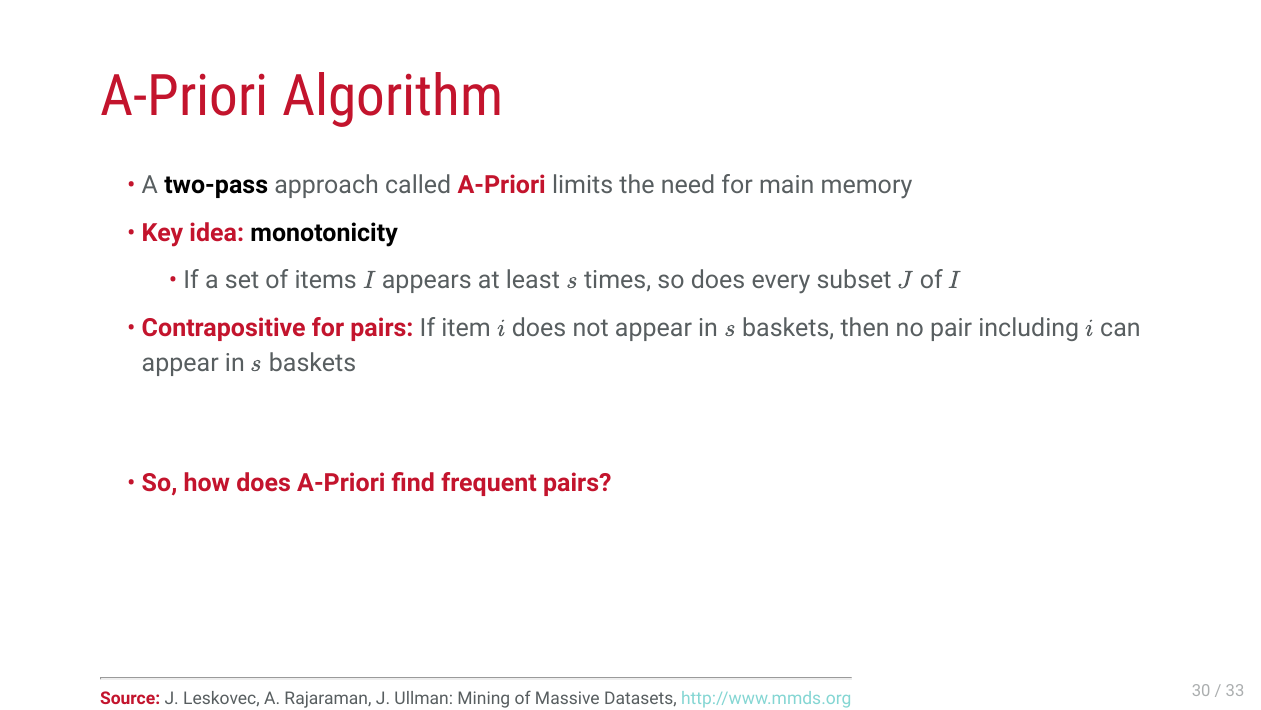 A-Priori Algorithm
• A two-pass approach called A-Priori limits the need for main memory
• Key idea: monotonicity
• If a set of items I appears at least s times, so does every subset J of I
• Contrapositive for pairs: If item i does not appear in s baskets, then no pair including i can
appear in s baskets
• So, how does A-Priori find frequent pairs?
Source: J. Leskovec, A. Rajaraman, J. Ullman: Mining of Massive Datasets, http://www.mmds.org
30 / 33